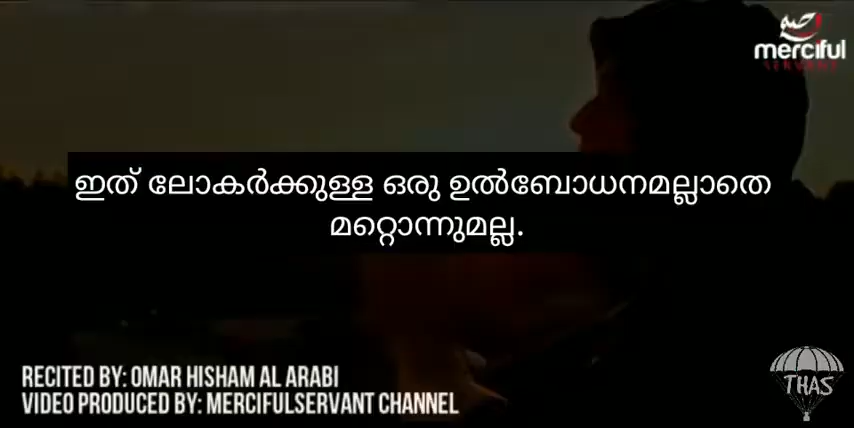 merciful
SERVANT
ഇത് ലോകർക്കുള്ള ഒരു ഉൽബോധനമല്ലാതെ
മറ്റൊന്നുമല്ല.
RECITED BY: OMAR HISHAM AL ARABI
VIDEO PRODUCED BY: MERCIFULSERVANT CHANNEL
THAS